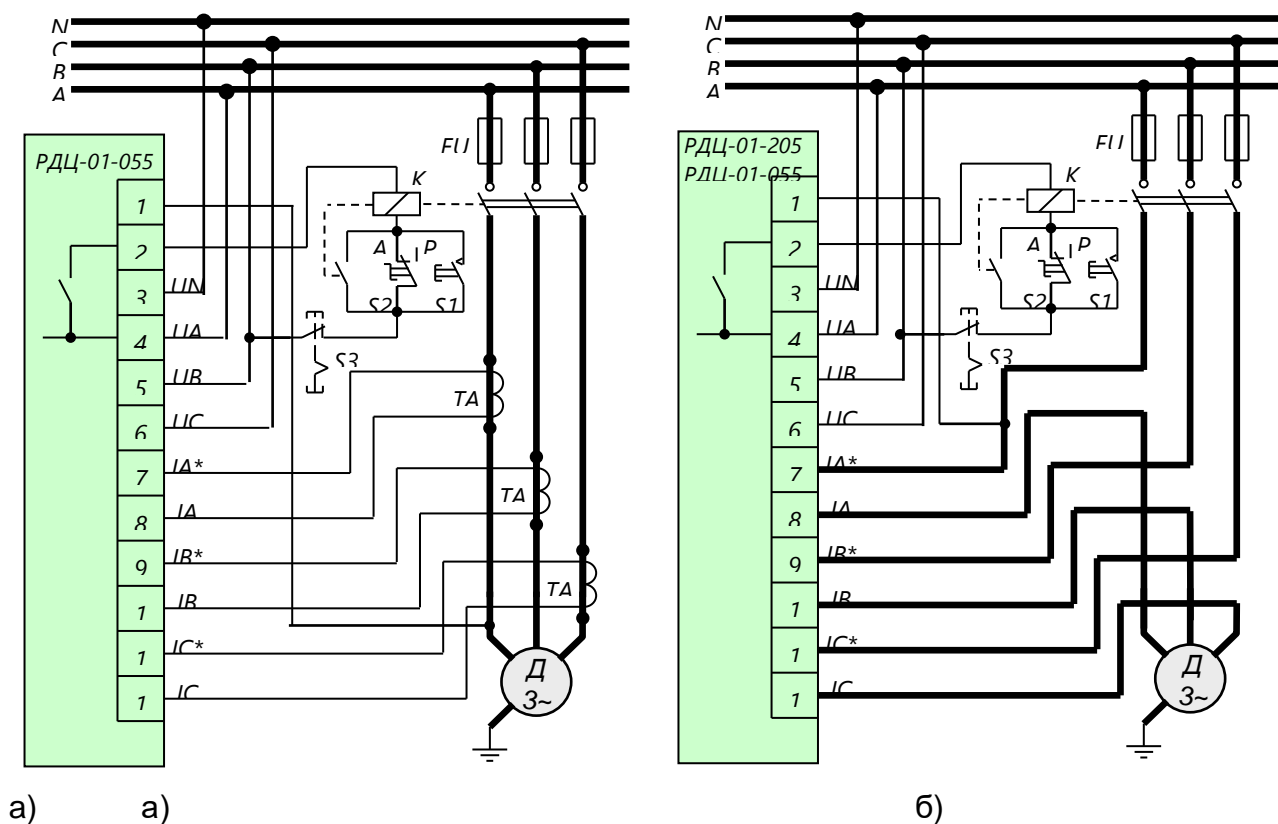 N
C
B
A
РДЦ-01-055
FU
K
1
2
3
4
5
6
7
8
9
1
1
1
UN
UA
UB
UC
IA*
IA
IB*
IB
IC*
IC
A
P
S2
S1
S3
TA
TA
TA
Д
3~
N
C
B
A
РДЦ-01-205
РДЦ-01-055
FU
K
1
2
3
4
5
6
7
8
9
1
1
1
UN
UA
UB
UC
IA*
IA
IB*
IB
IC*
IC
A
P
S2
S1
S3
Д
3~
а) а) б)